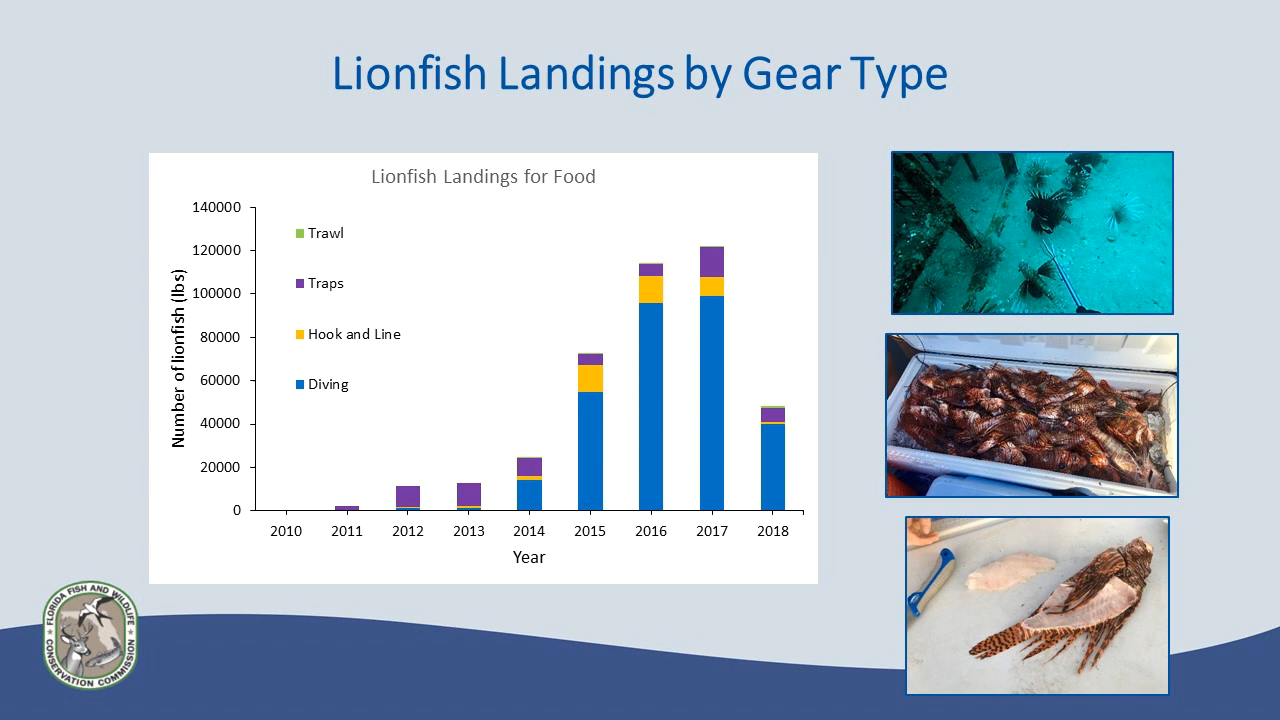 Lionfish Landings by Gear Type
Lionfish Landings for Food
Number of lionfish (lbs)
140000
120000
100000
80000
60000
40000
20000
0
Trawl
Traps
Hook and Line
Diving
2010 2011 2012 2013 2014 2015 2016 2017 2018
Year
FLORIDA FISH AND WILDLIFE
CONSERVATION COMMISSION